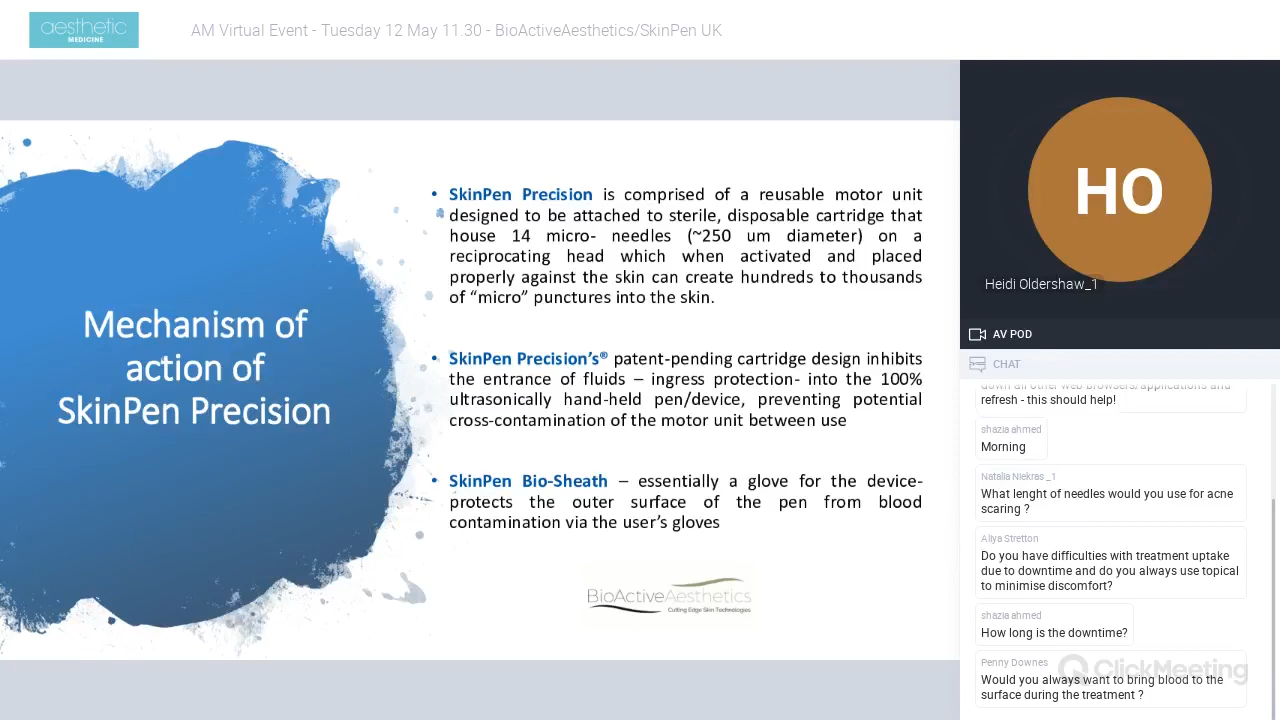 aesthetic
MEDICINE
AM Virtual Event - Tuesday 12 May 11.30 - BioActiveAesthetics/SkinPen UK
Mechanism of
action of
SkinPen Precision
• SkinPen Precision is comprised of a reusable motor unit
designed to be attached to sterile, disposable cartridge that
house 14 micro- needles (~250 um diameter) on a
reciprocating head which when activated and placed
properly against the skin can create hundreds to thousands
of “micro” punctures into the skin.
• SkinPen Precision’s® patent-pending cartridge design inhibits
the entrance of fluids – ingress protection- into the 100%
ultrasonically hand-held pen/device, preventing potential
cross-contamination of the motor unit between use
• SkinPen Bio-Sheath – essentially a glove for the device-
protects the outer surface of the pen from blood
contamination via the user’s gloves
BioActiveAesthetics
Cutting Edge Skin Technologies
HO
Heidi Oldershaw_1
AV POD
CHAT
down all other web browsers/applications and
refresh - this should help!
shazia ahmed
Morning
Natalia Niekras _1
What lenght of needles would you use for acne
scaring ?
Aliya Stretton
Do you have difficulties with treatment uptake
due to downtime and do you always use topical
to minimise discomfort?
shazia ahmed
How long is the downtime?
Penny Downes
Would you always want to bring blood to the
surface during the treatment ?
ClickMeeting